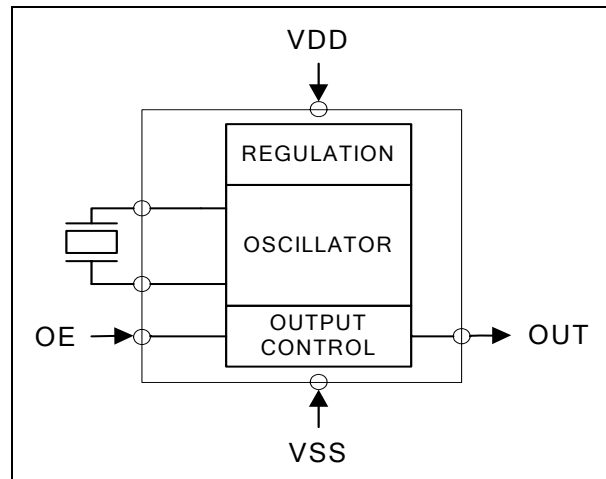 VDD
REGULATION
OSCILLATOR
OE
OUTPUT
CONTROL
OUT
VSS